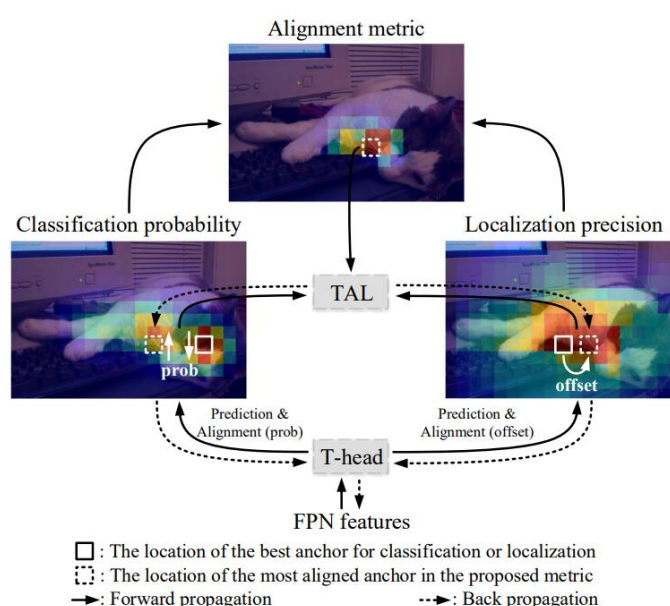 Alignment metric
Classification probability
Localization precision
TAL
prob
offset
Prediction &
Alignment (prob)
Prediction &
Alignment (offset)
T-head
FPN features
: The location of the best anchor for classification or localization
: The location of the most aligned anchor in the proposed metric
: Forward propagation
: Back propagation